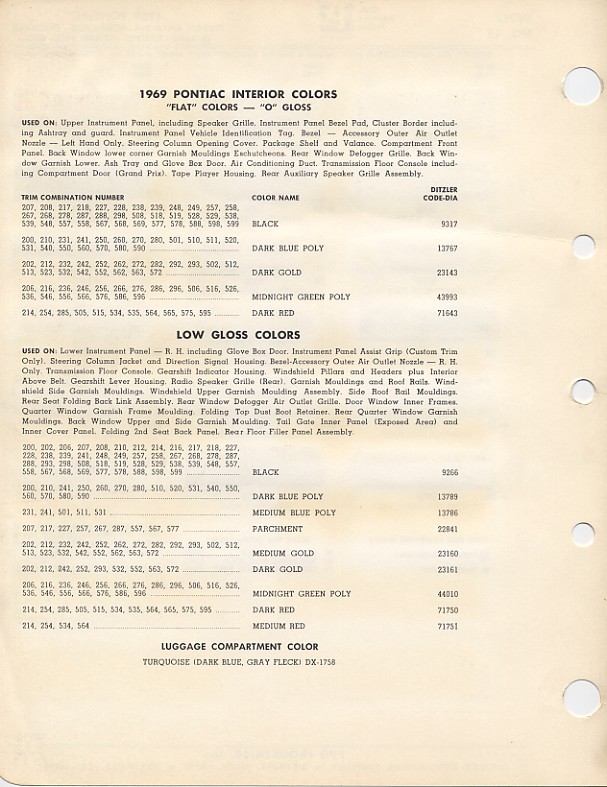 1969 PONTIAC INTERIOR COLORS
"FLAT" COLORS — "O" GLOSS
USED ON: Upper Instrument Panel, including Speaker Grille. Instrument Panel Bezel Pad, Cluster Border includ-
ing Ashtray and guard. Instrument Panel Vehicle Identification Tag. Bezel — Accessory Outer Air Outlet
Nozzle — Left Hand Only. Steering Column Opening Cover. Package Shelf and Valance. Compartment Front
Panel. Back Window lower corner Garnish Mouldings Eschutcheons. Rear Window Defogger Grille. Back Win-
dow Garnish Lower. Ash Tray and Glove Box Door. Air Conditioning Duct. Transmission Floor Console includ-
ing Compartment Door (Grand Prix). Tape Player Housing. Rear Auxiliary Speaker Grille Assembly.
DITZLER
TRIM COMBINATION NUMBER COLOR NAME CODE-DIA
207, 208, 217, 218, 227, 228, 238, 239, 248, 249, 257, 258,
267, 268, 278, 287, 288, 298, 508, 518, 519, 528, 529, 538,
539, 548, 557, 558, 567, 568, 569, 577, 578, 588, 598, 599 BLACK 9317
200, 210, 231, 241, 250, 260, 270, 280, 501, 510, 511, 520,
531, 540, 550, 560, 570, 580, 590 DARK BLUE POLY 13767
202, 212, 232, 242, 252, 262, 272, 282, 292, 293, 502, 512,
513, 523, 532, 542, 552, 562, 563, 572 DARK GOLD 23143
206, 216, 236, 246, 256, 266, 276, 286, 296, 506, 516, 526,
536, 546, 556, 566, 575, 586, 596 MIDNIGHT GREEN POLY 43993
214, 254, 285, 505, 515, 534, 535, 564, 565, 575, 595 DARK RED 71643
LOW GLOSS COLORS
USED ON: Lower Instrument Panel — R. H. including Glove Box Door. Instrument Panel Assist Grip (Custom Trim
Only). Steering Column Jacket and Direction Signal Housing. Bezel-Accessory Outer Air Outlet Nozzle — R. H.
Only. Transmission Floor Console. Gearshift Indicator Housing. Windshield Pillars and Headers plus Interior
Above Belt. Gearshift Lever Housing. Radio Speaker Grille (Rear). Garnish Mouldings and Roof Rails. Wind-
shield Side Garnish Mouldings. Windshield Upper Garnish Moulding Assembly. Side Roof Rail Mouldings.
Rear Seat Folding Back Link Assembly. Rear Window Defogger Air Outlet Grille. Door Window Inner Frames.
Quarter Window Garnish Frame Moulding. Folding Top Dust Boot Retainer. Rear Quarter Window Garnish
Mouldings. Back Window Upper and Side Garnish Moulding. Tail Gate Inner Panel (Exposed Area) and
Inner Cover Panel. Folding 2nd Seat Back Panel. Rear Floor Filler Panel Assembly.
200, 202, 206, 207, 208, 210, 212, 214, 216, 217, 218, 227,
228, 238, 239, 241, 248, 249, 257, 258, 267, 268, 278, 287,
288, 293, 298, 508, 518, 519, 528, 529, 538, 539, 548, 557,
558, 567, 568, 569, 577, 578, 588, 598, 599 BLACK 9266
200, 210, 241, 250, 260, 270, 280, 510, 520, 531, 540, 550,
560, 570, 580, 590 DARK BLUE POLY 13789
231, 241, 501, 511, 531 MEDIUM BLUE POLY 13786
207, 217, 227, 257, 267, 287, 557, 567, 577 PARCHMENT 22841
202, 212, 232, 242, 252, 262, 272, 282, 292, 293, 502, 512,
513, 523, 532, 542, 552, 562, 563, 572 MEDIUM GOLD 23160
202, 212, 242, 252, 293, 532, 552, 563, 572 DARK GOLD 23161
206, 216, 236, 246, 256, 266, 276, 286, 296, 506, 516, 526,
536, 546, 556, 566, 576, 586, 596 MIDNIGHT GREEN POLY 44010
214, 254, 285, 505, 515, 534, 535, 564, 565, 575, 595 DARK RED 71750
214, 254, 534, 564 MEDIUM RED 71751
LUGGAGE COMPARTMENT COLOR
TURQUOISE (DARK BLUE, GRAY FLECK) DX-1758